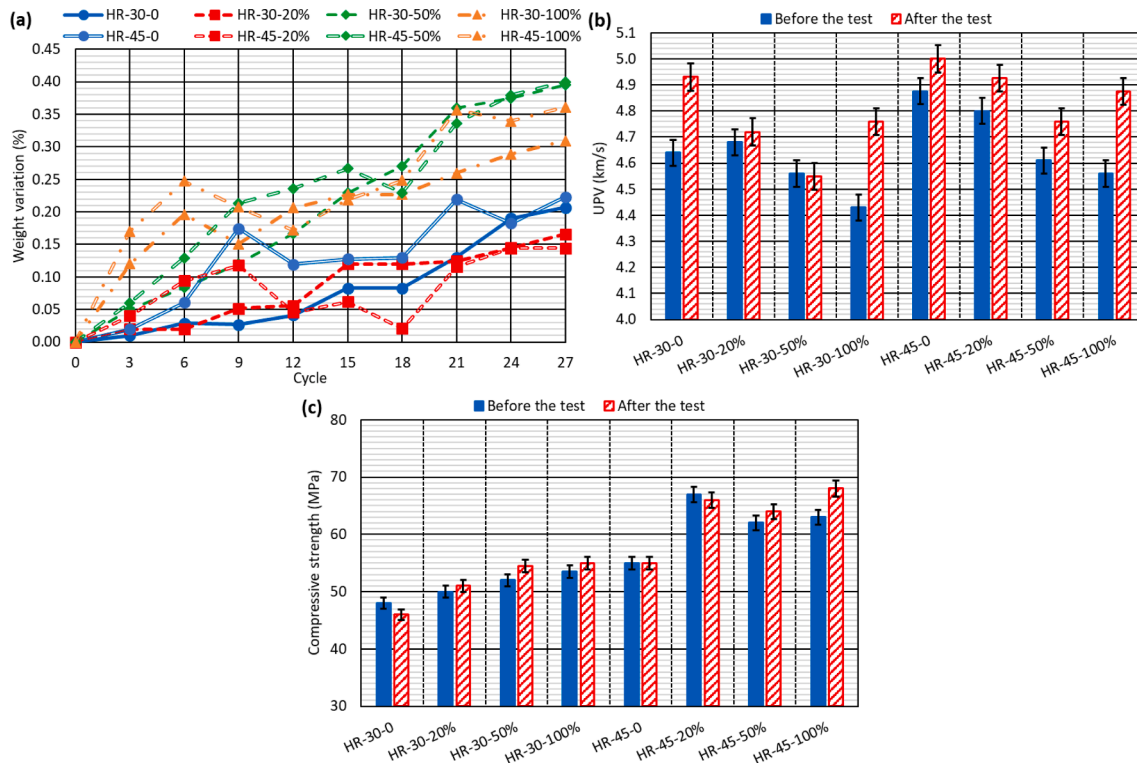 (a)
HR-30-0 HR-30-20% HR-30-50% HR-30-100%
HR-45-0 HR-45-20% HR-45-50% HR-45-100%
Weight variation (%)
0.45
0.40
0.35
0.30
0.25
0.20
0.15
0.10
0.05
0.00
0 3 6 9 12 15 18 21 24 27
Cycle
(b)
Before the test After the test
UPV (km/s)
5.1
5.0
4.9
4.8
4.7
4.6
4.5
4.4
4.3
4.2
4.1
4.0
HR-30-0 HR-30-20% HR-30-50% HR-30-100% HR-45-0 HR-45-20% HR-45-50% HR-45-100%
(c)
Before the test After the test
Compressive strength (MPa)
80
70
60
50
40
30
HR-30-0 HR-30-20% HR-30-50% HR-30-100% HR-45-0 HR-45-20% HR-45-50% HR-45-100%